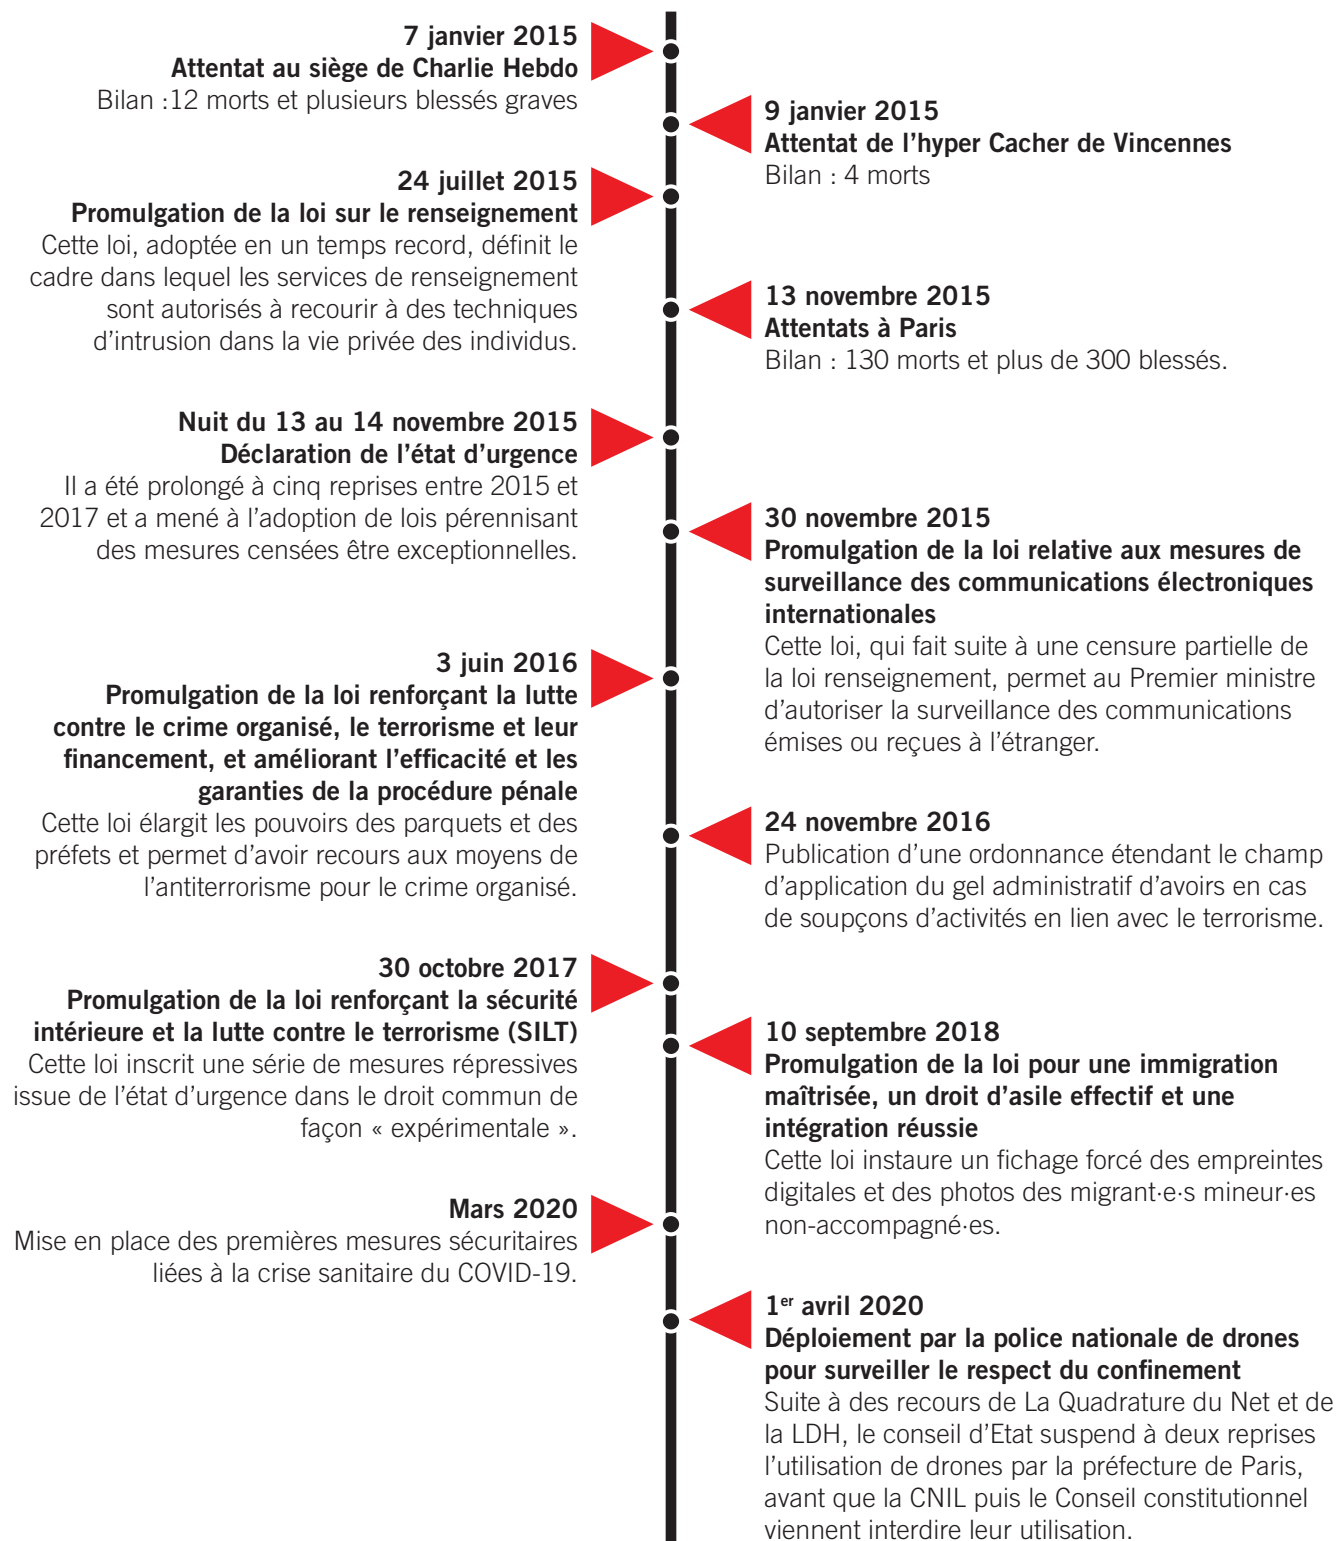 7 janvier 2015
Attentat au siège de Charlie Hebdo
Bilan :12 morts et plusieurs blessés graves
9 janvier 2015
Attentat de l’hyper Cacher de Vincennes
Bilan : 4 morts
24 juillet 2015
Promulgation de la loi sur le renseignement
Cette loi, adoptée en un temps record, définit le
cadre dans lequel les services de renseignement
sont autorisés à recourir à des techniques
d’intrusion dans la vie privée des individus.
13 novembre 2015
Attentats à Paris
Bilan : 130 morts et plus de 300 blessés.
Nuit du 13 au 14 novembre 2015
Déclaration de l’état d’urgence
Il a été prolongé à cinq reprises entre 2015 et
2017 et a mené à l’adoption de lois pérennisant
des mesures censées être exceptionnelles.
30 novembre 2015
Promulgation de la loi relative aux mesures de
surveillance des communications électroniques
internationales
Cette loi, qui fait suite à une censure partielle de
la loi renseignement, permet au Premier ministre
d’autoriser la surveillance des communications
émises ou reçues à l’étranger.
3 juin 2016
Promulgation de la loi renforçant la lutte
contre le crime organisé, le terrorisme et leur
financement, et améliorant l’efficacité et les
garanties de la procédure pénale
Cette loi élargit les pouvoirs des parquets et des
préfets et permet d’avoir recours aux moyens de
l’antiterrorisme pour le crime organisé.
24 novembre 2016
Publication d’une ordonnance étendant le champ
d’application du gel administratif d’avoirs en cas
de soupçons d’activités en lien avec le terrorisme.
30 octobre 2017
Promulgation de la loi renforçant la sécurité
intérieure et la lutte contre le terrorisme (SILT)
Cette loi inscrit une série de mesures répressives
issue de l’état d’urgence dans le droit commun de
façon « expérimentale ».
10 septembre 2018
Promulgation de la loi pour une immigration
maîtrisée, un droit d’asile effectif et une
intégration réussie
Cette loi instaure un fichage forcé des empreintes
digitales et des photos des migrant·e·s mineur·es
non-accompagné·es.
Mars 2020
Mise en place des premières mesures sécuritaires
liées à la crise sanitaire du COVID-19.
1er avril 2020
Déploiement par la police nationale de drones
pour surveiller le respect du confinement
Suite à des recours de La Quadrature du Net et de
la LDH, le conseil d’Etat suspend à deux reprises
l’utilisation de drones par la préfecture de Paris,
avant que la CNIL puis le Conseil constitutionnel
viennent interdire leur utilisation.